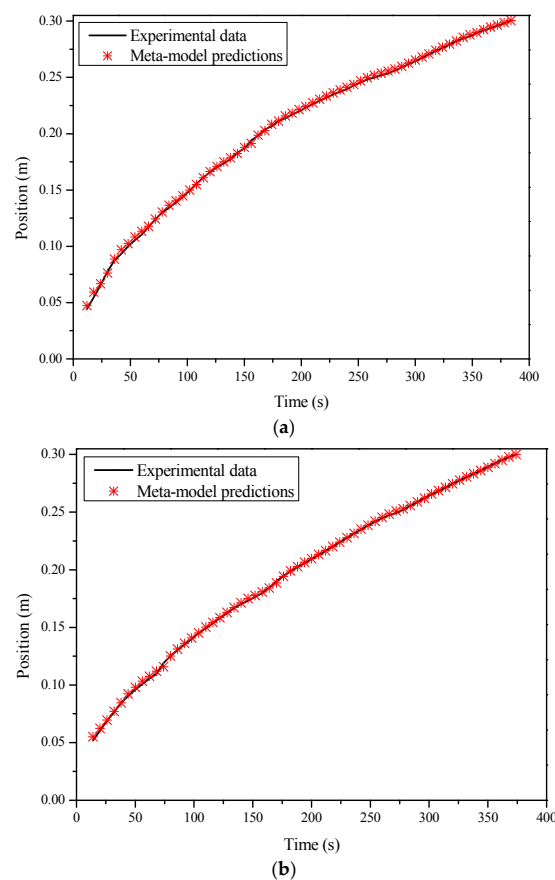 Experimental data
Meta-model predictions
0.30
0.25
0.20
0.15
0.10
0.05
0.00
Position (m)
0 50 100 150 200 250 300 350 400
Time (s)
(a)
Experimental data
Meta-model predictions
0.30
0.25
0.20
0.15
0.10
0.05
0.00
Position (m)
0 50 100 150 200 250 300 350 400
Time (s)
(b)